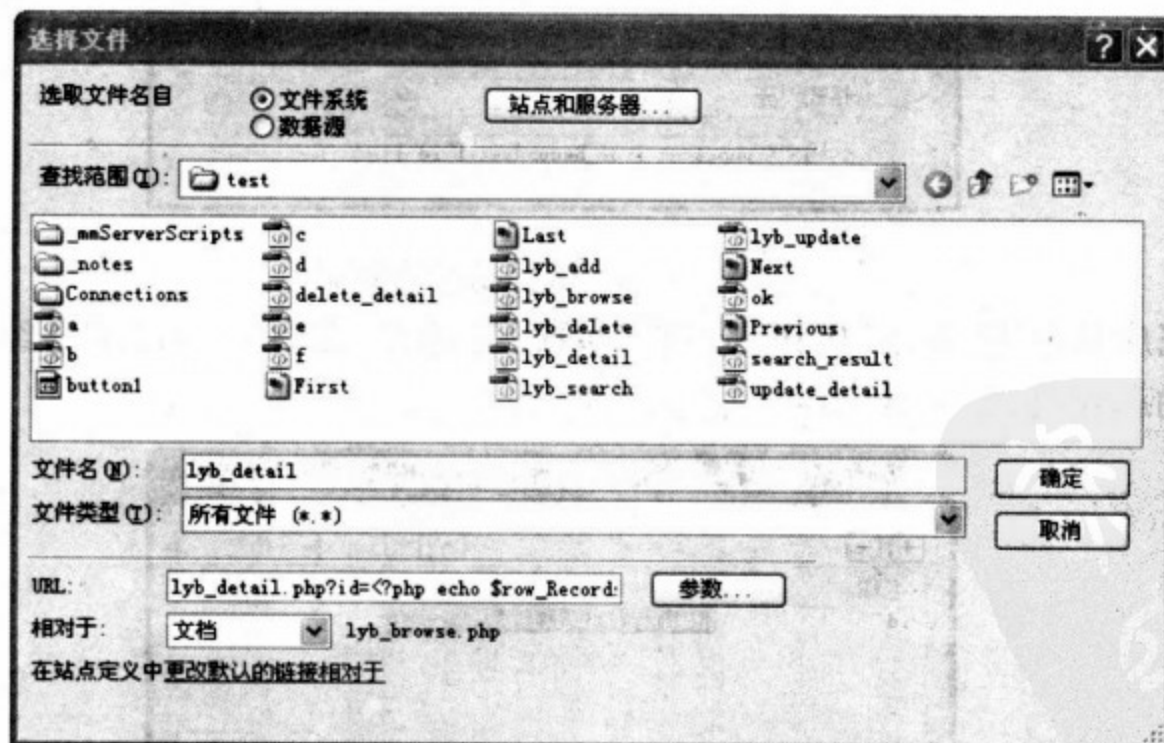 选择文件
选取文件名自 文件系统 站点和服务器...
数据源
查找范围(I): test
_mmServerScripts c Last lyb_update
_notes d lyb_add Next
Connections delete_detail lyb_browse ok
a e lyb_delete Previous
b f lyb_detail search_result
button1 First lyb_search update_detail
文件名(N): lyb_detail 确定
文件类型(T): 所有文件 (*.*) 取消
URL: lyb_detail.php?id=<?php echo $row_Record: 参数...
相对于: 文档 lyb_browse.php
在站点定义中更改默认的链接相对于